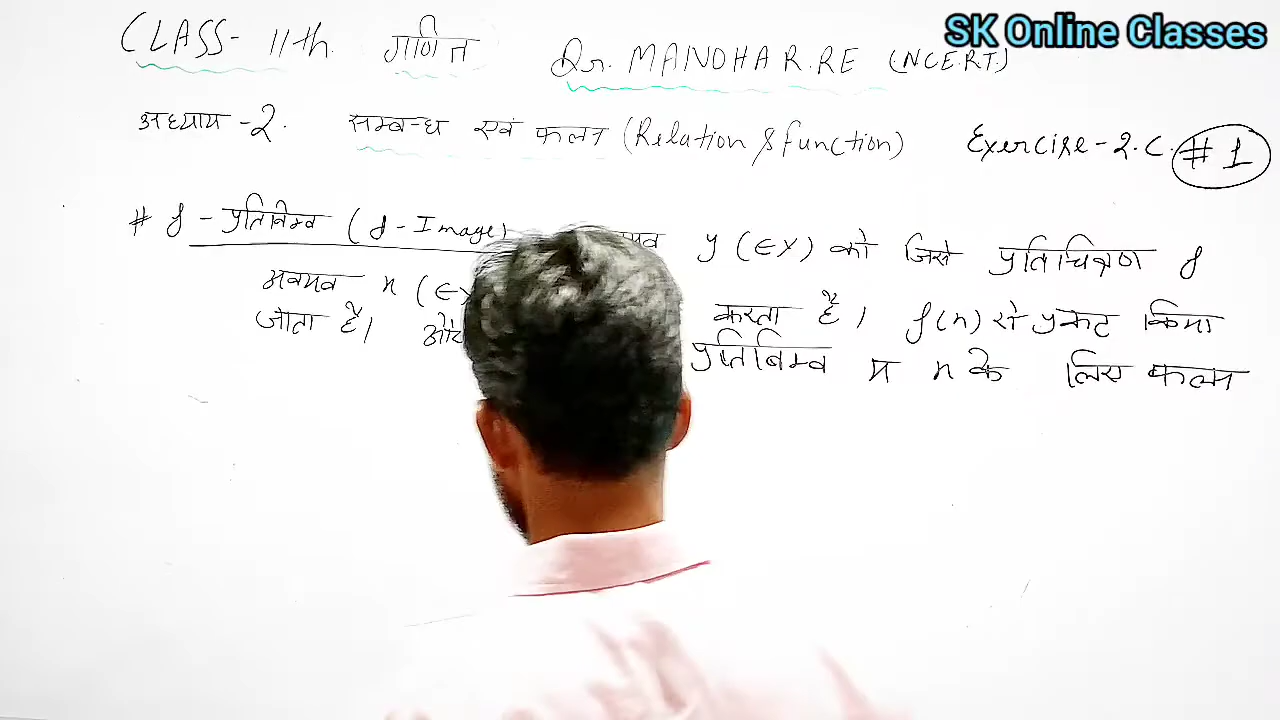 SK Online Classes
CLASS- 11th. गणित Dr. MANOHAR.RE (NCERT)
अध्याय -2. सम्बन्ध एवं फलन (Relation & function) Exercise-2.C. # 1
# f - प्रतिबिम्ब (f - Image) y (∈Y) को जिसे प्रतिचित्रण f
अवयव x (∈X करता है। f(x) से प्रकट किया
जाता है। और प्रतिबिम्ब या x के लिए फलन